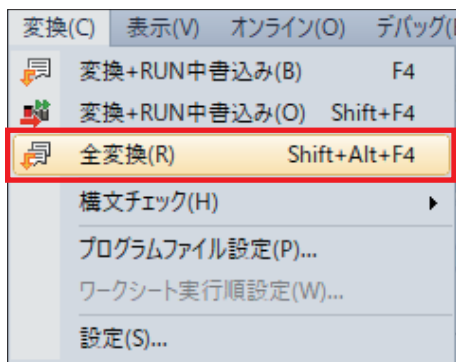 変換(C) 表示(V) オンライン(O) デバッグ(
変換+RUN中書込み(B) F4
変換+RUN中書込み(O) Shift+F4
全変換(R) Shift+Alt+F4
構文チェック(H)
プログラムファイル設定(P)...
ワークシート実行順設定(W)...
設定(S)...